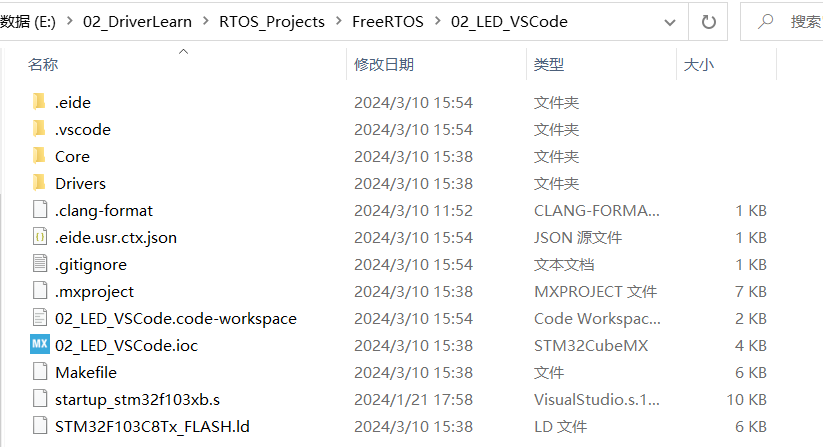 数据 (E:) > 02_DriverLearn > RTOS_Projects > FreeRTOS > 02_LED_VSCode 搜索
名称 修改日期 类型 大小
.eide 2024/3/10 15:54 文件夹
.vscode 2024/3/10 15:54 文件夹
Core 2024/3/10 15:38 文件夹
Drivers 2024/3/10 15:38 文件夹
.clang-format 2024/3/10 11:52 CLANG-FORMA... 1 KB
.eide.usr.ctx.json 2024/3/10 15:54 JSON 源文件 1 KB
.gitignore 2024/3/10 15:54 文本文档 1 KB
.mxproject 2024/3/10 15:38 MXPROJECT 文件 7 KB
02_LED_VSCode.code-workspace 2024/3/10 15:54 Code Workspac... 2 KB
MX 02_LED_VSCode.ioc 2024/3/10 15:38 STM32CubeMX 4 KB
Makefile 2024/3/10 15:38 文件 6 KB
startup_stm32f103xb.s 2024/1/21 17:58 VisualStudio.s.1... 10 KB
STM32F103C8Tx_FLASH.ld 2024/3/10 15:38 LD 文件 6 KB